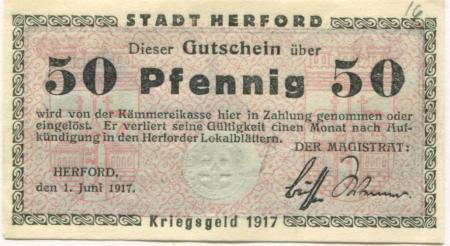 16
STADT HERFORD
Dieser Gutschein über
50 Pfennig 50
wird von der Kämmereikasse hier in Zahlung genommen oder
eingelöst. Er verliert seine Gültigkeit einen Monat nach Auf-
kündigung in den Herforder Lokalblättern.
DER MAGISTRAT:
HERFORD,
den 1. Juni 1917.
Kriegsgeld 1917